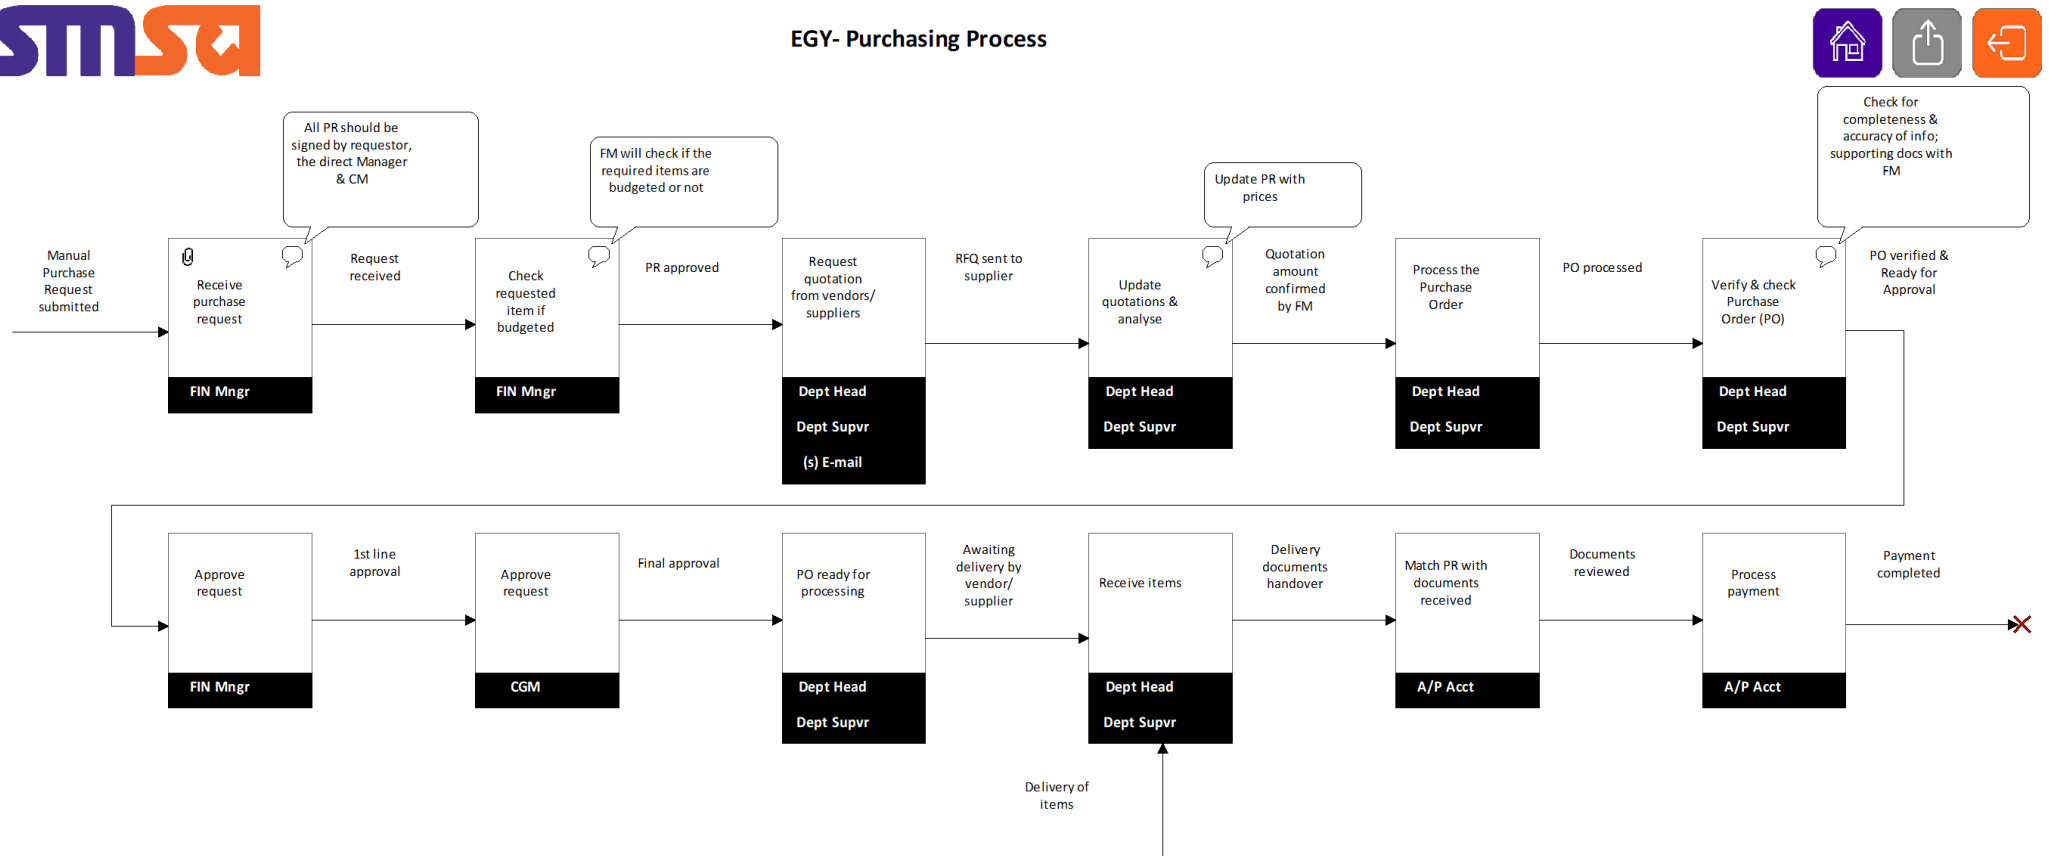 smsa
EGY- Purchasing Process
All PR should be
signed by requestor,
the direct Manager
& CM
FM will check if the
required items are
budgeted or not
Update PR with
prices
Check for
completeness &
accuracy of info;
supporting docs with
FM
Manual
Purchase
Request
submitted
Receive
purchase
request
FIN Mngr
Request
received
Check
requested
item if
budgeted
FIN Mngr
PR approved
Request
quotation
from vendors/
suppliers
Dept Head
Dept Supvr
(s) E-mail
RFQ sent to
supplier
Update
quotations &
analyse
Dept Head
Dept Supvr
Quotation
amount
confirmed
by FM
Process the
Purchase
Order
Dept Head
Dept Supvr
PO processed
Verify & check
Purchase
Order (PO)
Dept Head
Dept Supvr
PO verified &
Ready for
Approval
Approve
request
FIN Mngr
1st line
approval
Approve
request
CGM
Final approval
PO ready for
processing
Dept Head
Dept Supvr
Awaiting
delivery by
vendor/
supplier
Receive items
Dept Head
Dept Supvr
Delivery
documents
handover
Match PR with
documents
received
A/P Acct
Documents
reviewed
Process
payment
A/P Acct
Payment
completed
Delivery of
items